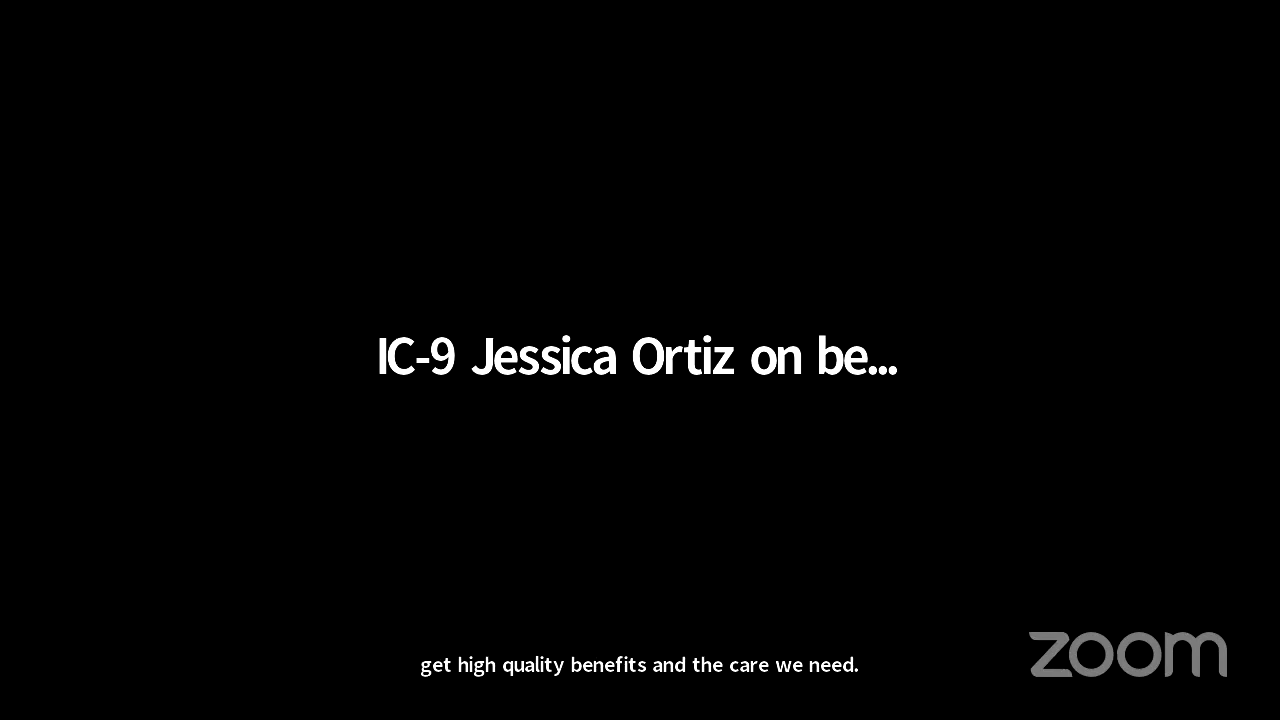 IC-9 Jessica Ortiz on be...
get high quality benefits and the care we need.
zoom